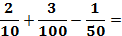 2/10 + 3/100 − 1/50 =